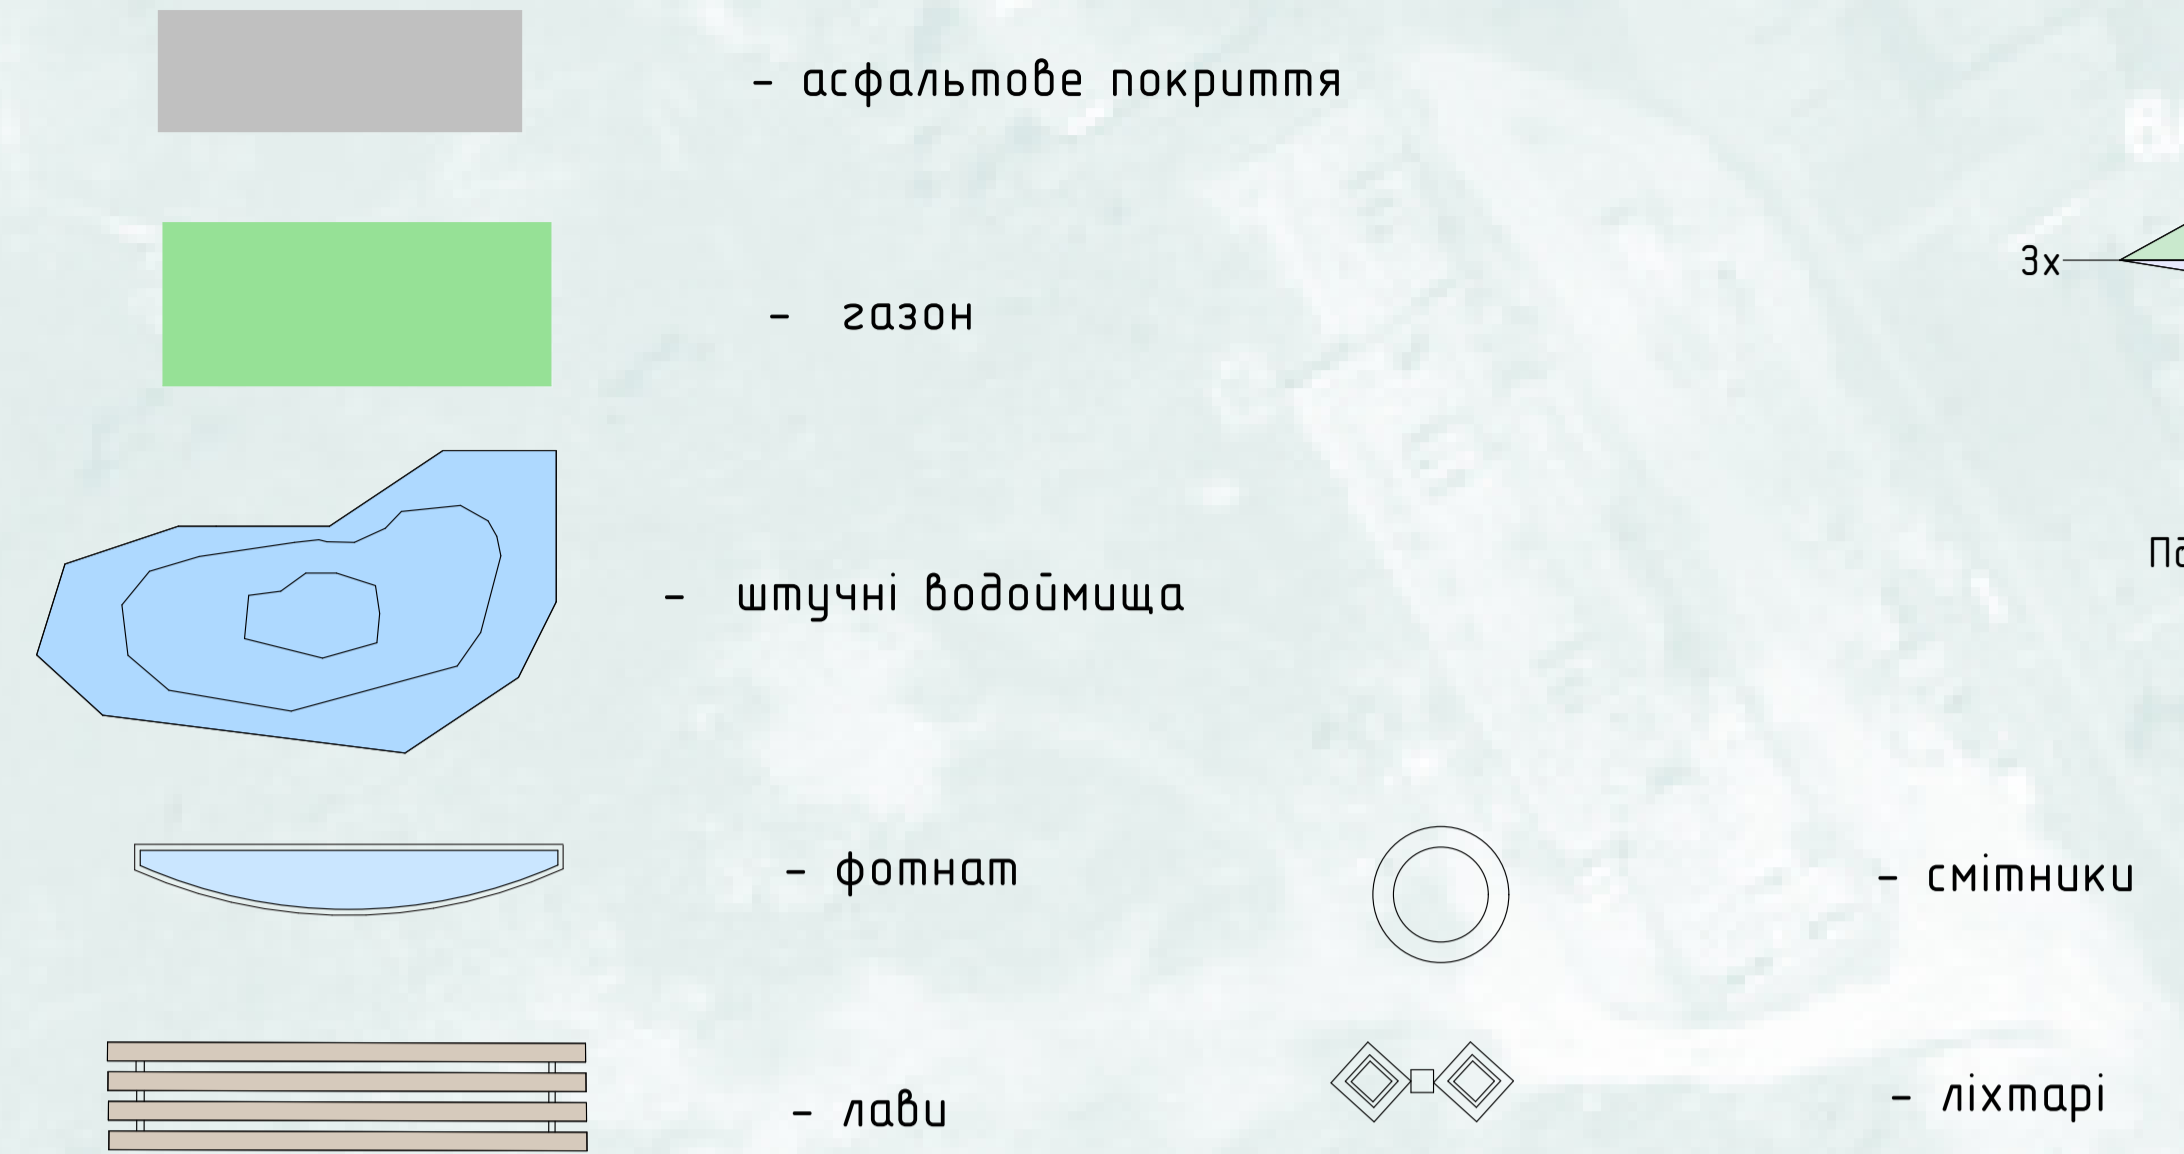 - асфальтове покриття
- газон
Зх
- штучні водоймища
- фотнат
- смітники
- лави
- ліхтарі